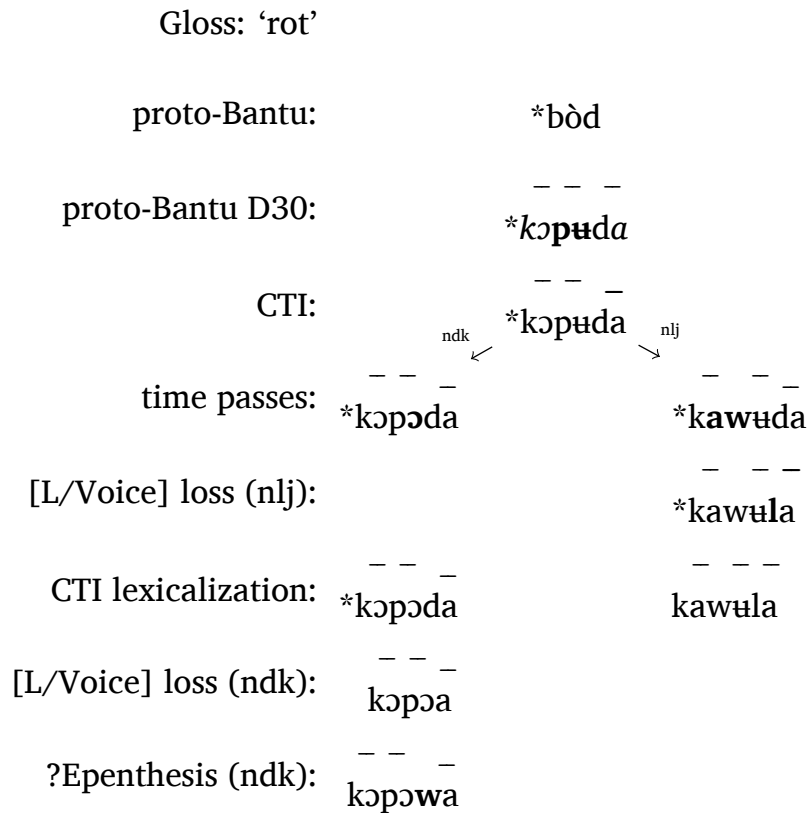 Gloss: ‘rot’
proto-Bantu: *bòd
‾ ‾ ‾
proto-Bantu D30: *kɔpʉda
‾ ‾ _
CTI: *kɔpʉda
ndk ↙ ↘ nlj
‾ ‾ _ ‾ ‾ _
time passes: *kɔpɔda *kawʉda
‾ ‾ ‾
[L/Voice] loss (nlj): *kawʉla
‾ ‾ _ ‾ ‾ ‾
CTI lexicalization: *kɔpɔda kawʉla
‾ ‾ _
[L/Voice] loss (ndk): kɔpɔa
‾ ‾ _
?Epenthesis (ndk): kɔpɔwa